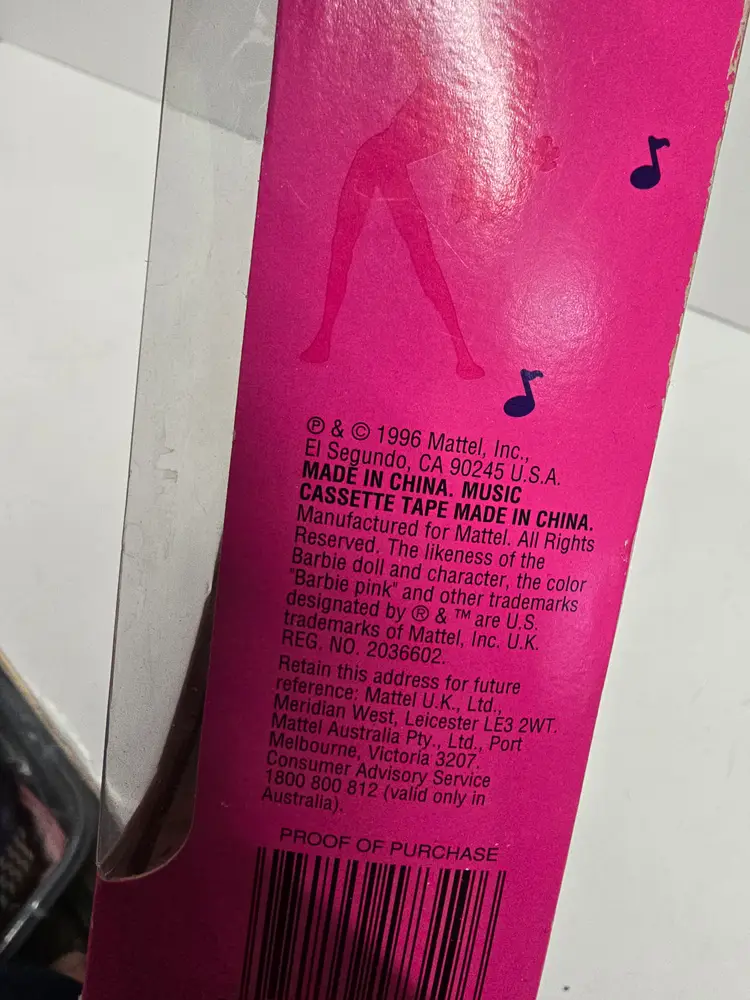 ℗ & © 1996 Mattel, Inc.,
El Segundo, CA 90245 U.S.A.
MADE IN CHINA. MUSIC
CASSETTE TAPE MADE IN CHINA.
Manufactured for Mattel. All Rights
Reserved. The likeness of the
Barbie doll and character, the color
"Barbie pink" and other trademarks
designated by ® & ™ are U.S.
trademarks of Mattel, Inc. U.K.
REG. NO. 2036602.
Retain this address for future
reference: Mattel U.K., Ltd.,
Meridian West, Leicester LE3 2WT.
Mattel Australia Pty., Ltd., Port
Melbourne, Victoria 3207.
Consumer Advisory Service
1800 800 812 (valid only in
Australia).
PROOF OF PURCHASE